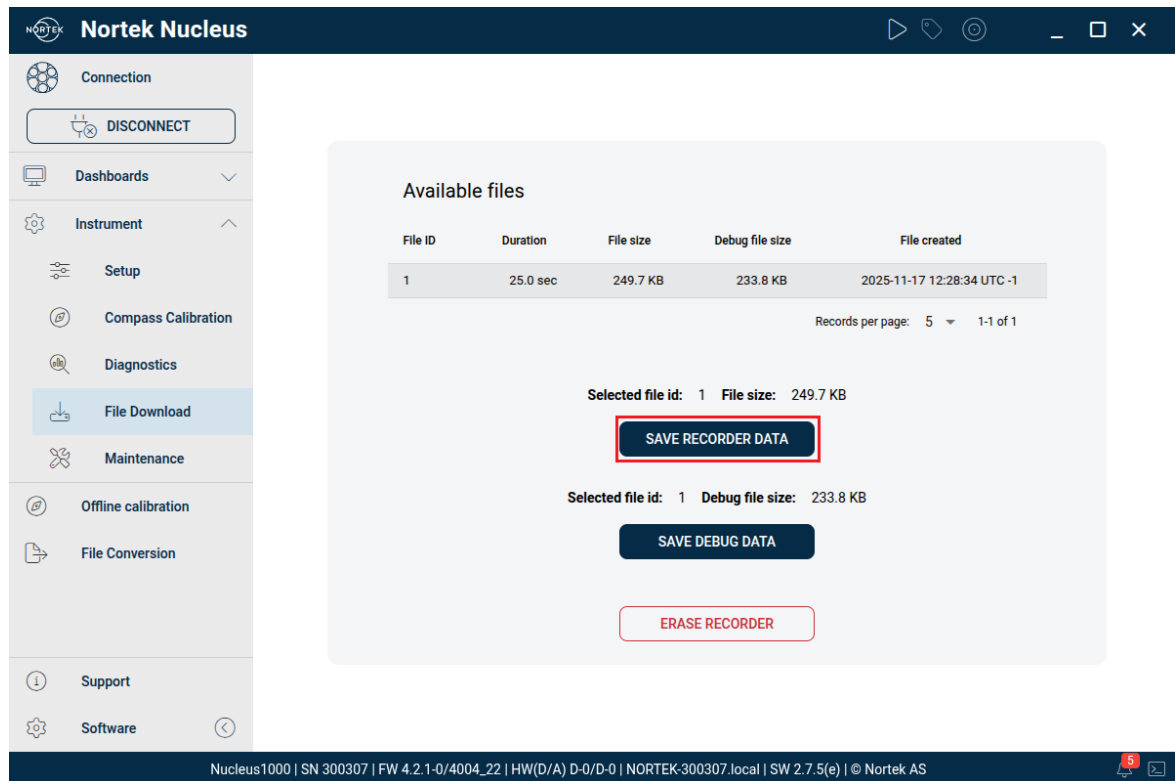 NORTEK Nortek Nucleus
Connection
DISCONNECT
Dashboards
Instrument
Setup
Compass Calibration
Diagnostics
File Download
Maintenance
Offline calibration
File Conversion
Support
Software
Available files
File ID Duration File size Debug file size File created
1 25.0 sec 249.7 KB 233.8 KB 2025-11-17 12:28:34 UTC -1
Records per page: 5 1-1 of 1
Selected file id: 1 File size: 249.7 KB
SAVE RECORDER DATA
Selected file id: 1 Debug file size: 233.8 KB
SAVE DEBUG DATA
ERASE RECORDER
Nucleus1000 | SN 300307 | FW 4.2.1-0/4004_22 | HW(D/A) D-0/D-0 | NORTEK-300307.local | SW 2.7.5(e) | © Nortek AS
5